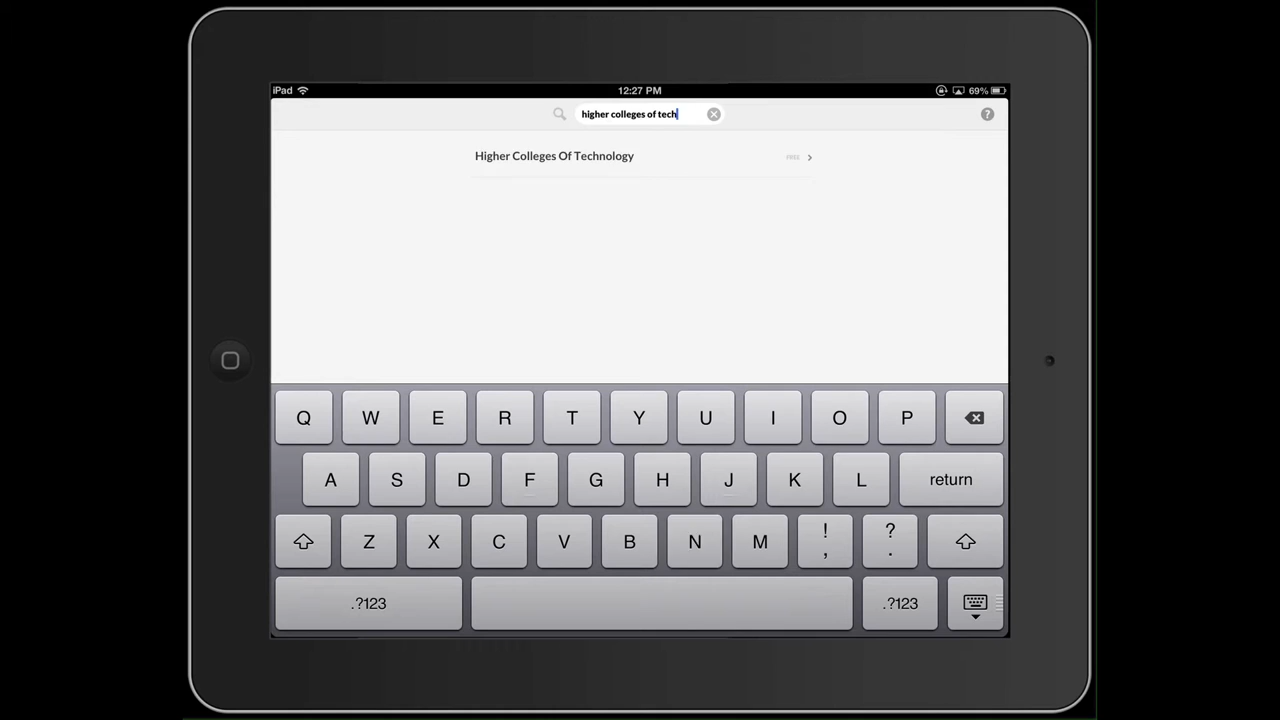 iPad 12:27 PM 69%
higher colleges of tech ?
Higher Colleges Of Technology FREE
Q W E R T Y U I O P
A S D F G H J K L return
Z X C V B N M ! , ? .
.?123 .?123